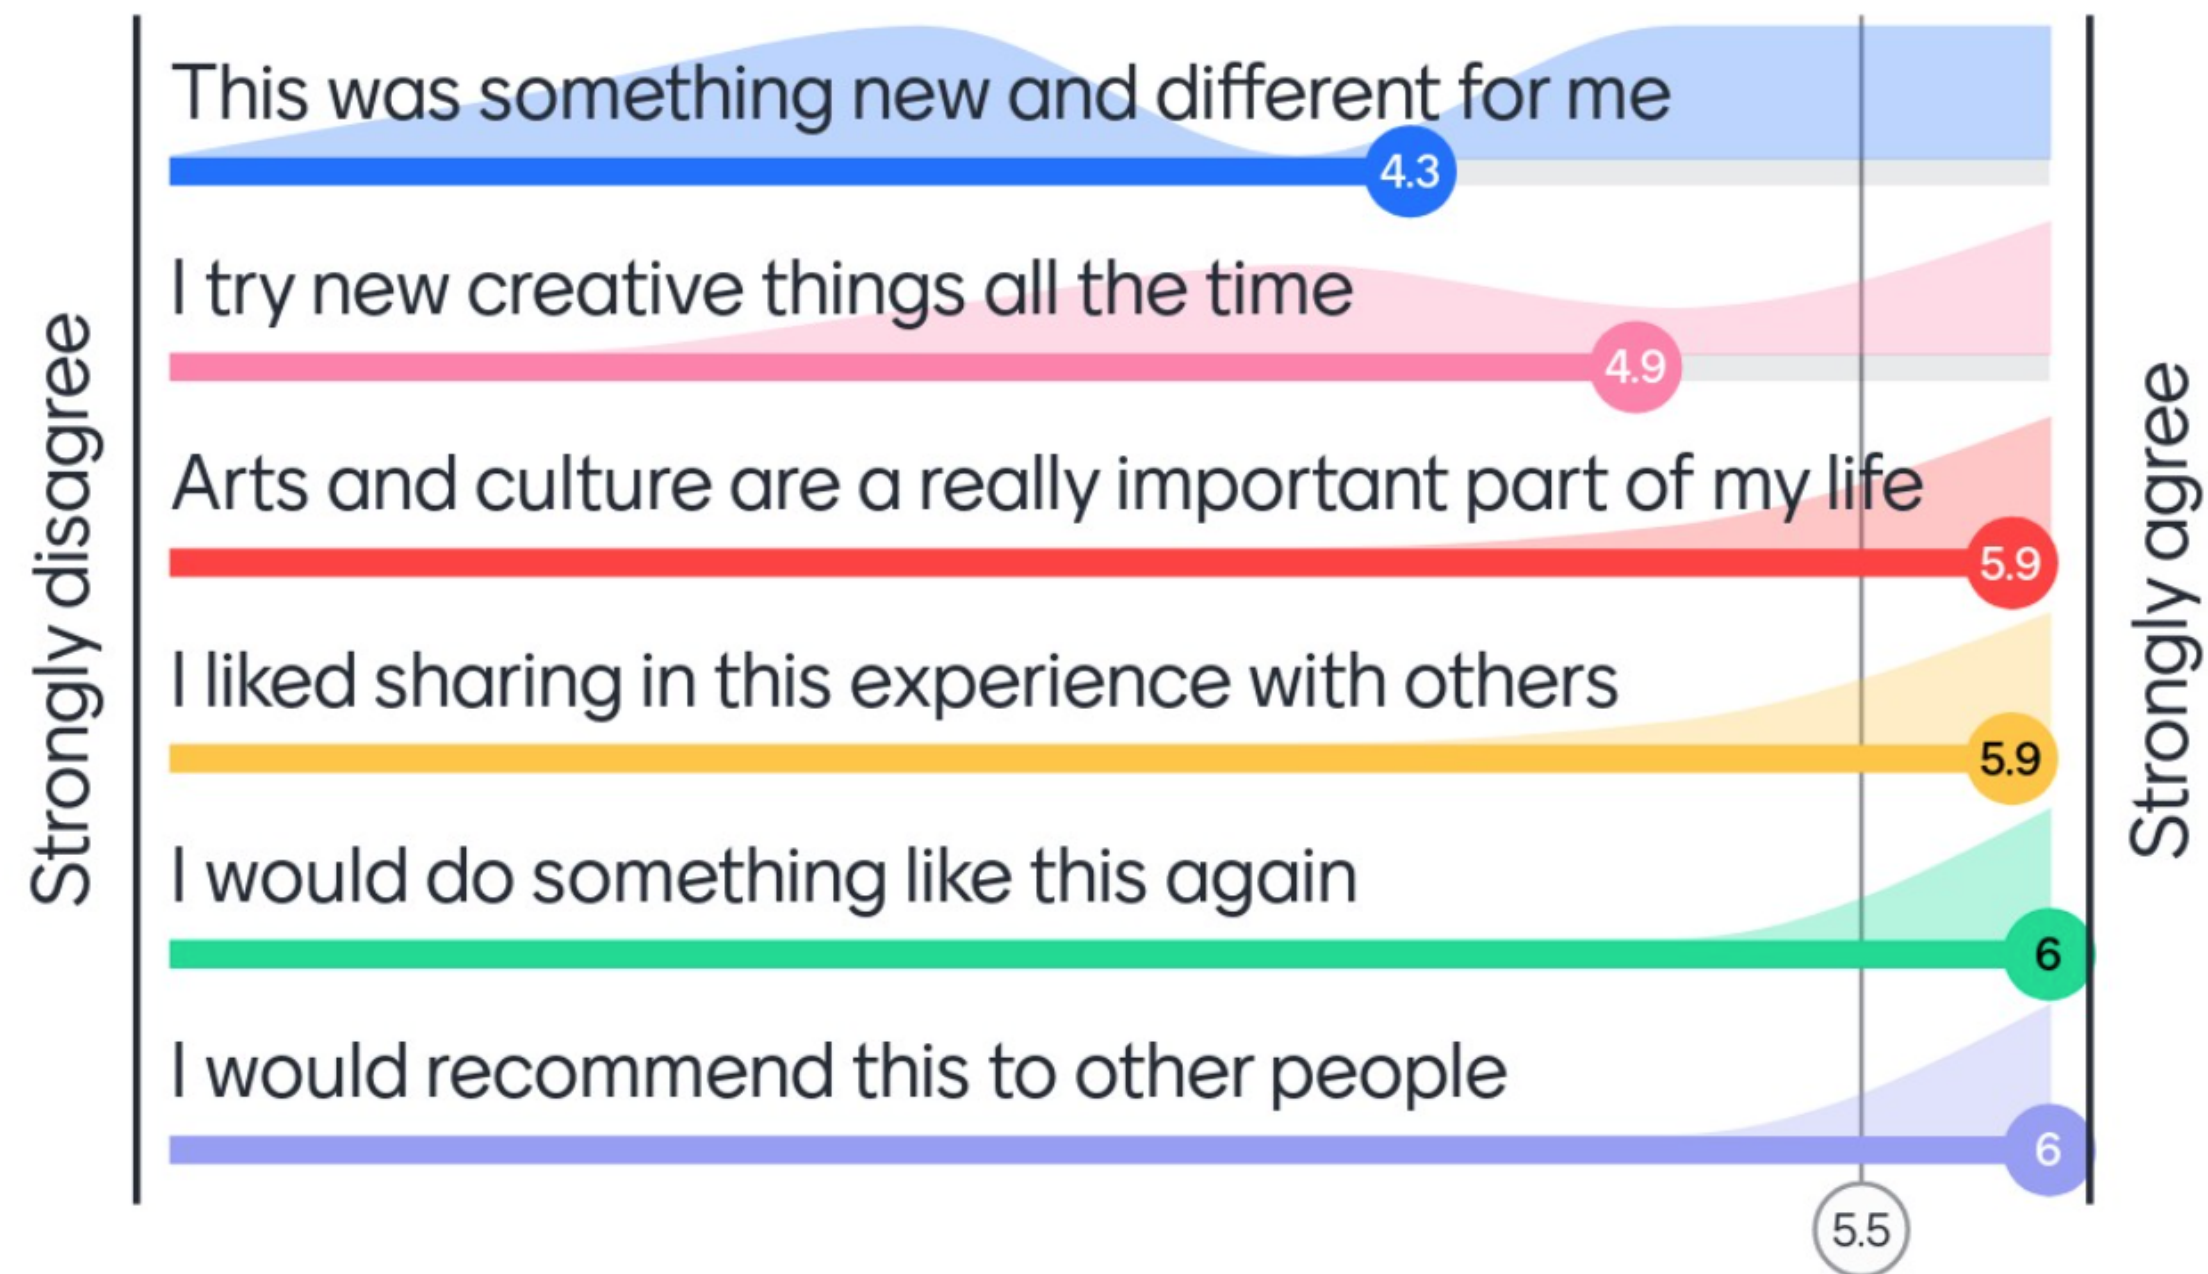 Strongly disagree
This was something new and different for me
4.3
I try new creative things all the time
4.9
Arts and culture are a really important part of my life
5.9
I liked sharing in this experience with others
5.9
I would do something like this again
6
I would recommend this to other people
6
5.5
Strongly agree